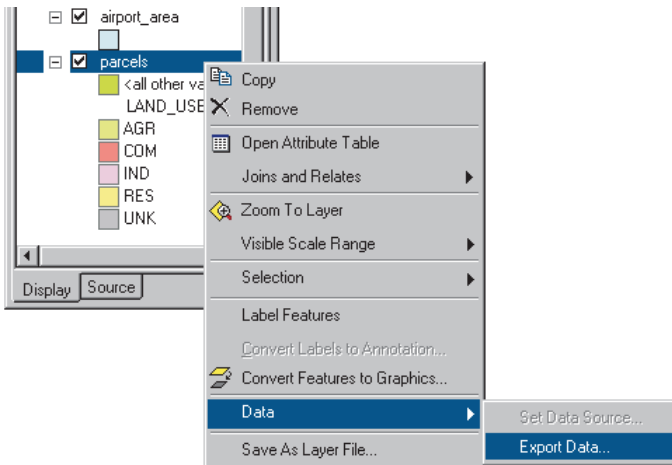 airport_area
parcels
<all other va
LAND_USE
AGR
COM
IND
RES
UNK
Display
Source
Copy
Remove
Open Attribute Table
Joins and Relates
Zoom To Layer
Visible Scale Range
Selection
Label Features
Convert Labels to Annotation...
Convert Features to Graphics...
Data
Save As Layer File...
Set Data Source...
Export Data...